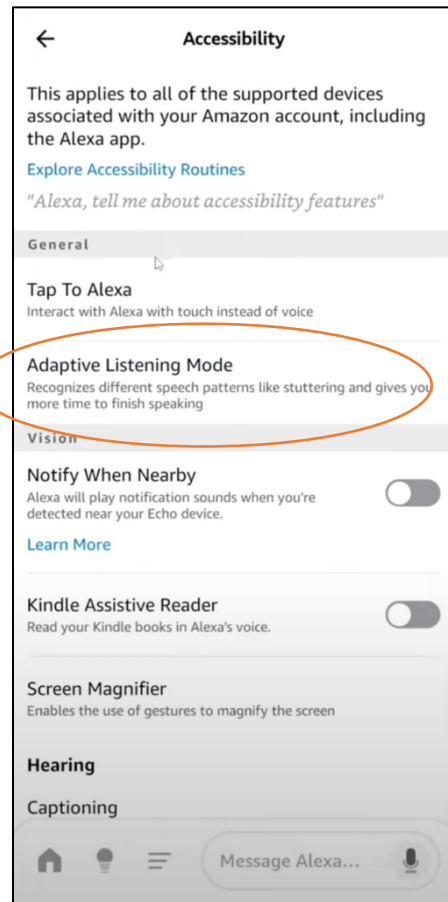 Accessibility
This applies to all of the supported devices
associated with your Amazon account, including
the Alexa app.
Explore Accessibility Routines
"Alexa, tell me about accessibility features"
General
Tap To Alexa
Interact with Alexa with touch instead of voice
Adaptive Listening Mode
Recognizes different speech patterns like stuttering and gives you
more time to finish speaking
Vision
Notify When Nearby
Alexa will play notification sounds when you're
detected near your Echo device.
Learn More
Kindle Assistive Reader
Read your Kindle books in Alexa's voice.
Screen Magnifier
Enables the use of gestures to magnify the screen
Hearing
Captioning
Message Alexa...